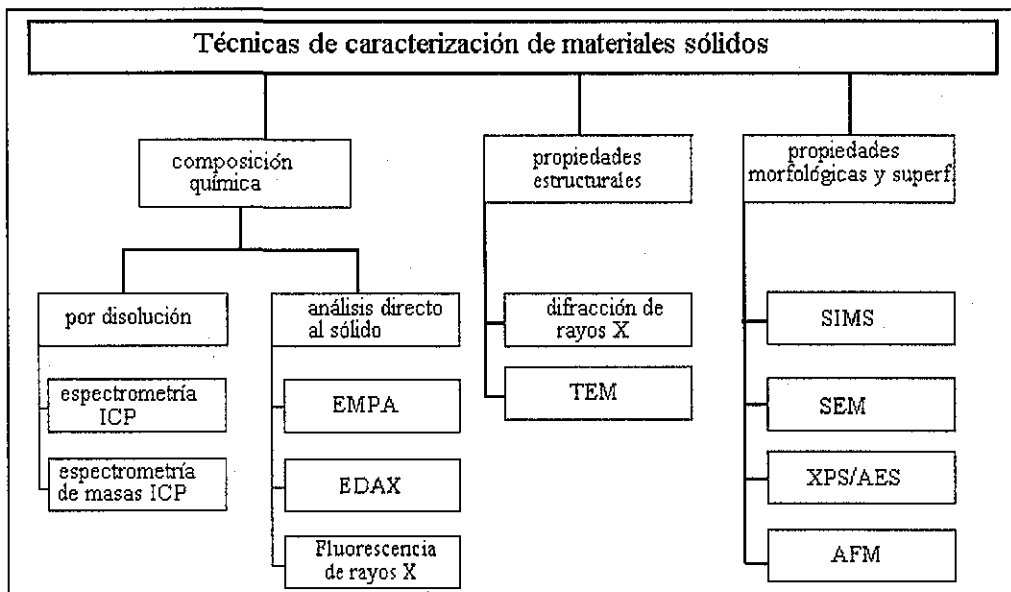 Técnicas de caracterización de materiales sólidos
composición
química
propiedades
estructurales
propiedades
morfológicas y superf.
por disolución
análisis directo
al sólido
difracción de
rayos X
SIMS
espectrometría
ICP
EMPA
TEM
SEM
espectrometría
de masas ICP
EDAX
XPS/AES
Fluorescencia
de rayos X
AFM